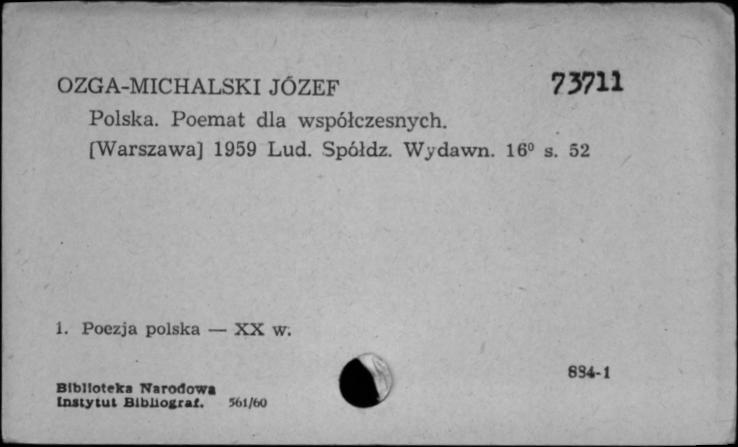 OZGA-MICHALSKI JÓZEF 73711
Polska. Poemat dla współczesnych.
[Warszawa] 1959 Lud. Spółdz. Wydawn. 16⁰ s. 52
1. Poezja polska — XX w.
884-1
Biblioteka Narodowa
Instytut Bibliograf. 561/60